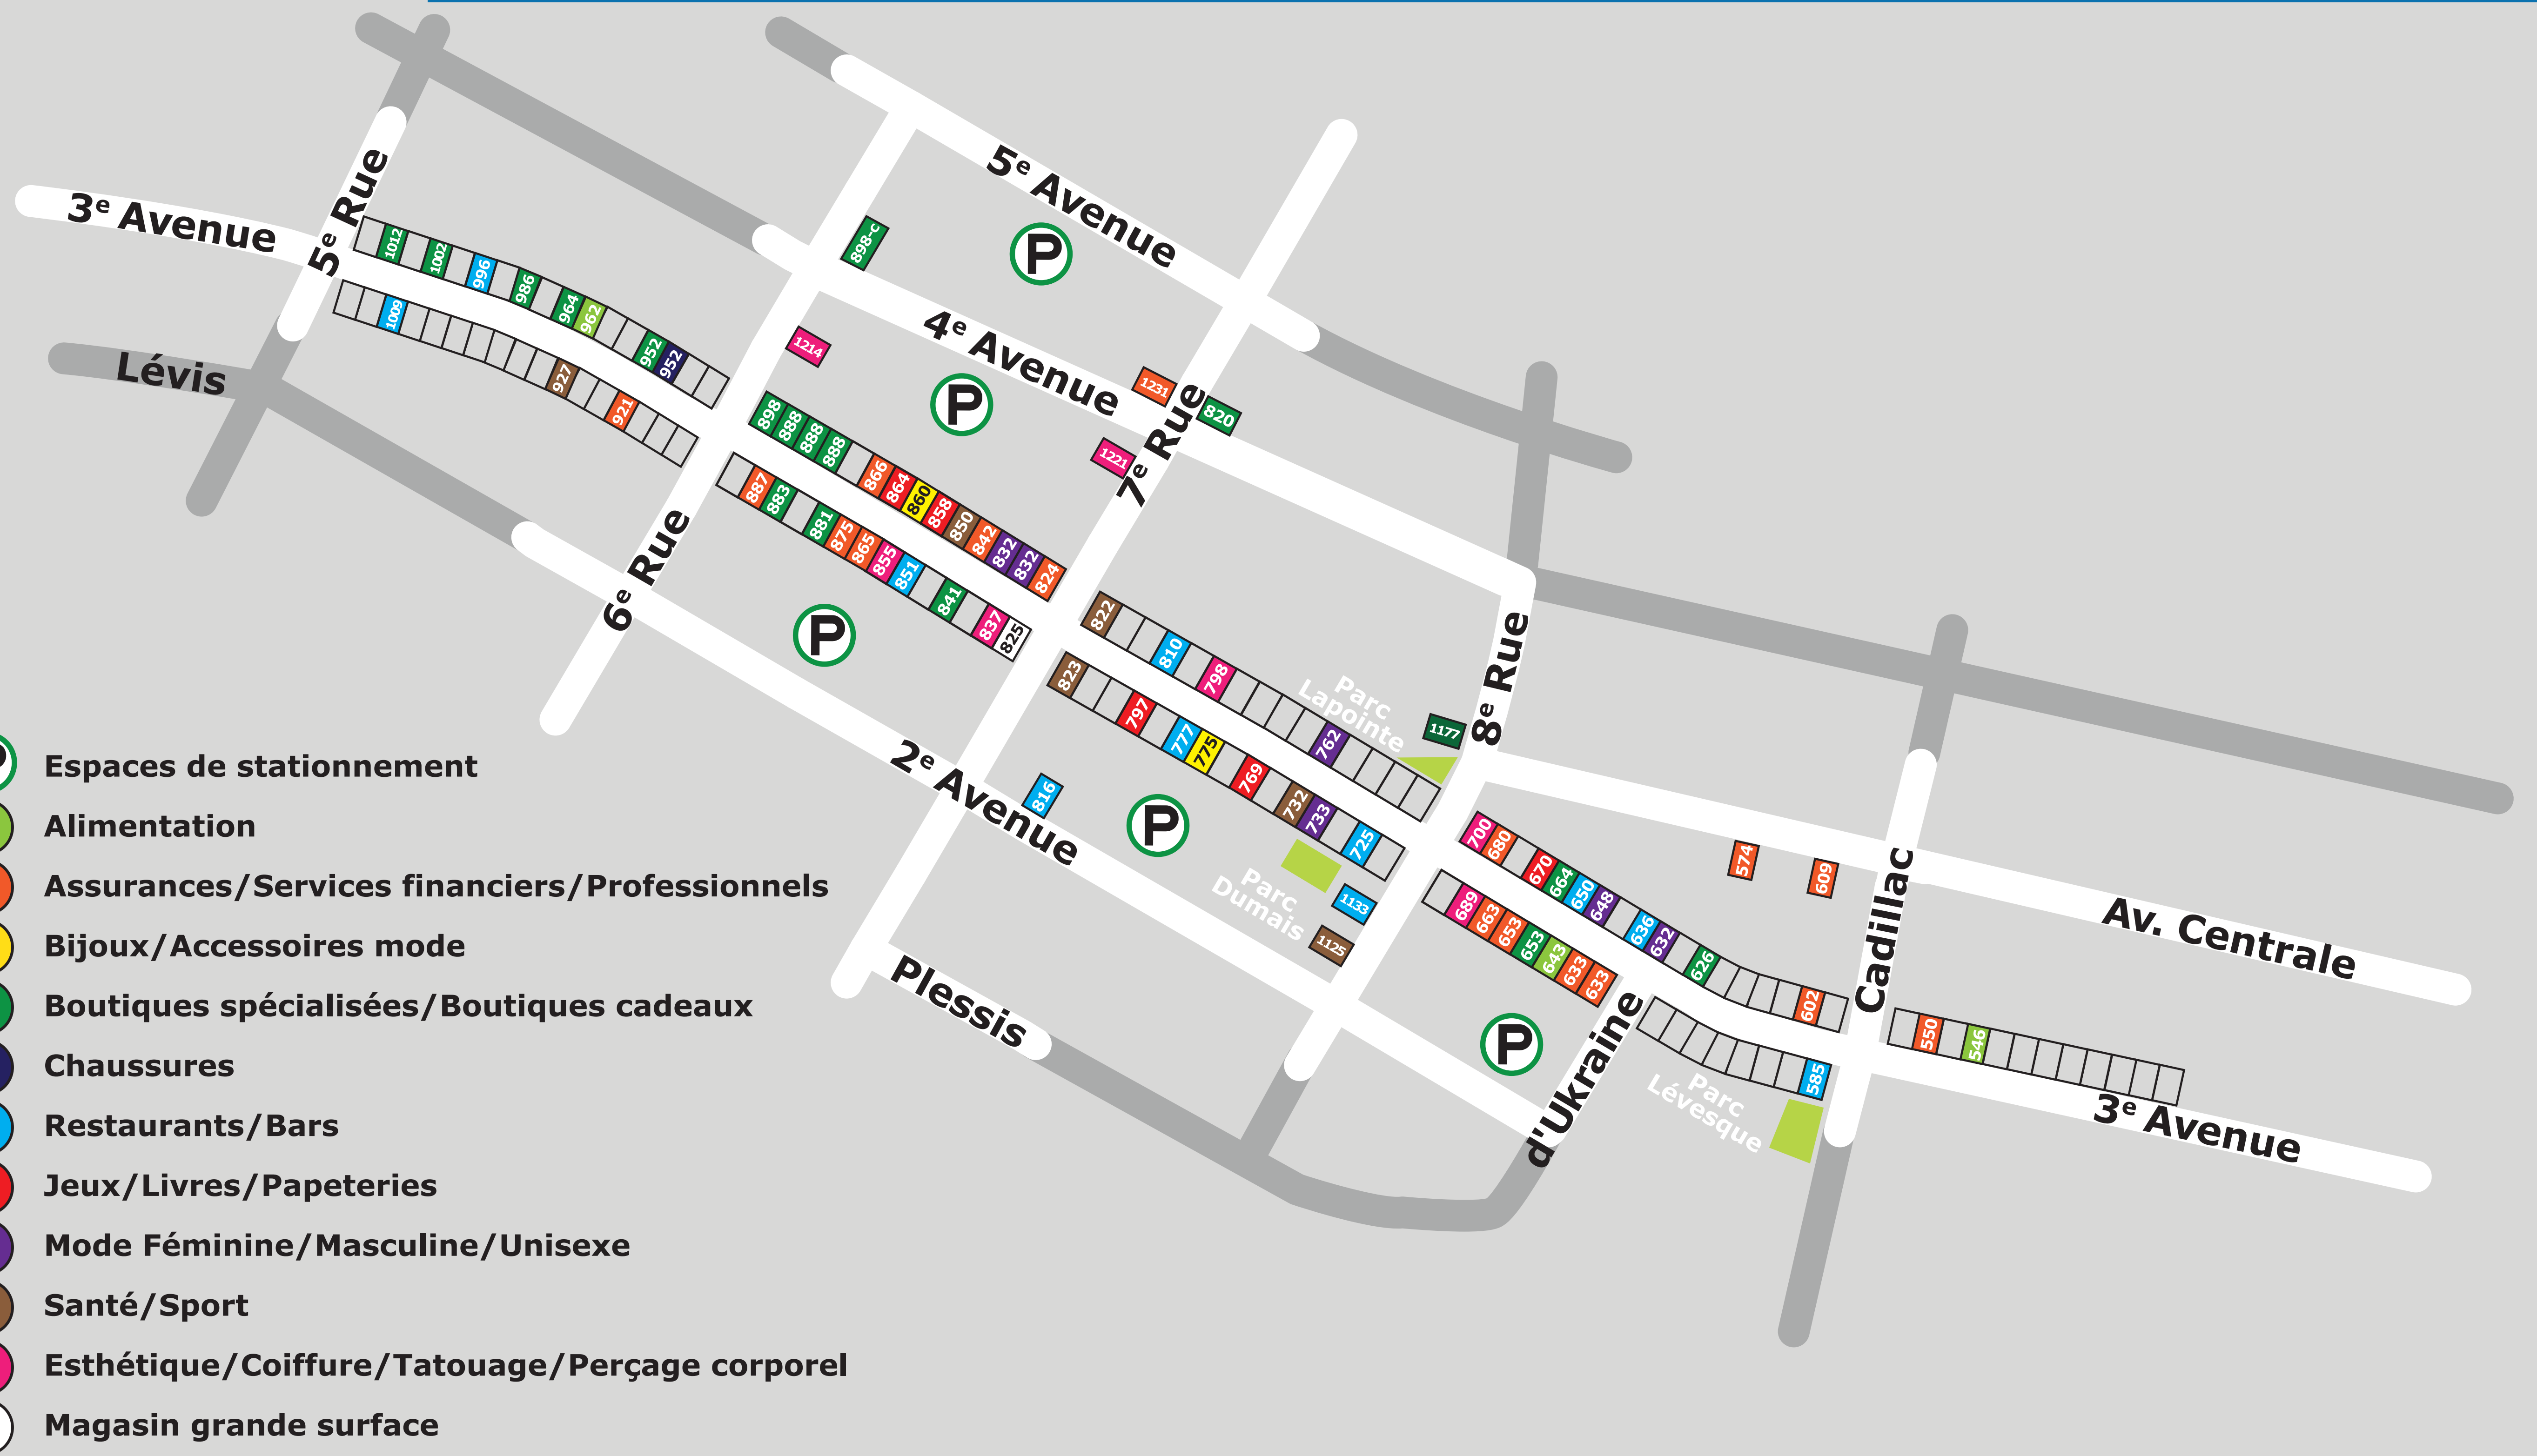 5e Avenue
3e Avenue
5e Rue
Lévis
1012
1002
996
986
964
962
952
952
1009
927
921
898-c
P
4e Avenue
1214
P
1231
820
7e Rue
1221
6e Rue
898
888
888
888
866
864
860
858
850
842
832
832
824
887
883
881
875
865
855
851
841
837
825
P
822
810
798
762
Parc
Lapointe
1177
8e Rue
823
797
777
775
769
732
733
725
2e Avenue
816
P
Parc
Dumais
1133
1125
Plessis
700
680
670
664
650
648
636
632
626
602
689
663
653
653
643
633
633
574
609
Cadillac
Av. Centrale
P
d'Ukraine
585
Parc
Lévesque
550
546
3e Avenue
Espaces de stationnement
Alimentation
Assurances/Services financiers/Professionnels
Bijoux/Accessoires mode
Boutiques spécialisées/Boutiques cadeaux
Chaussures
Restaurants/Bars
Jeux/Livres/Papeteries
Mode Féminine/Masculine/Unisexe
Santé/Sport
Esthétique/Coiffure/Tatouage/Perçage corporel
Magasin grande surface